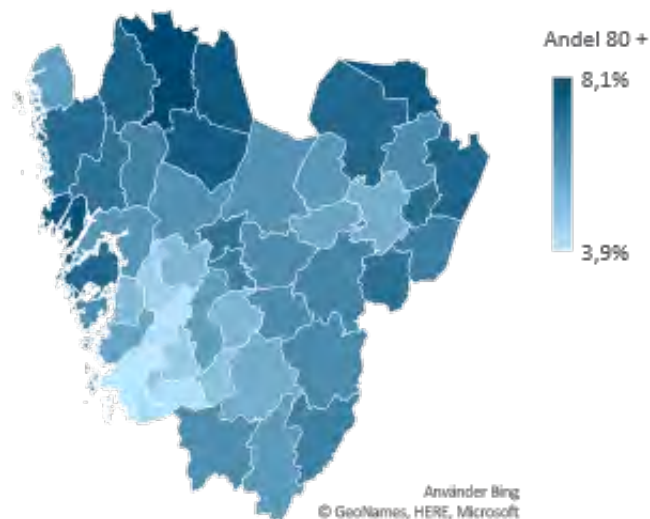 Andel 80 +
8,1%
3,9%
Använder Bing
© GeoNames, HERE, Microsoft